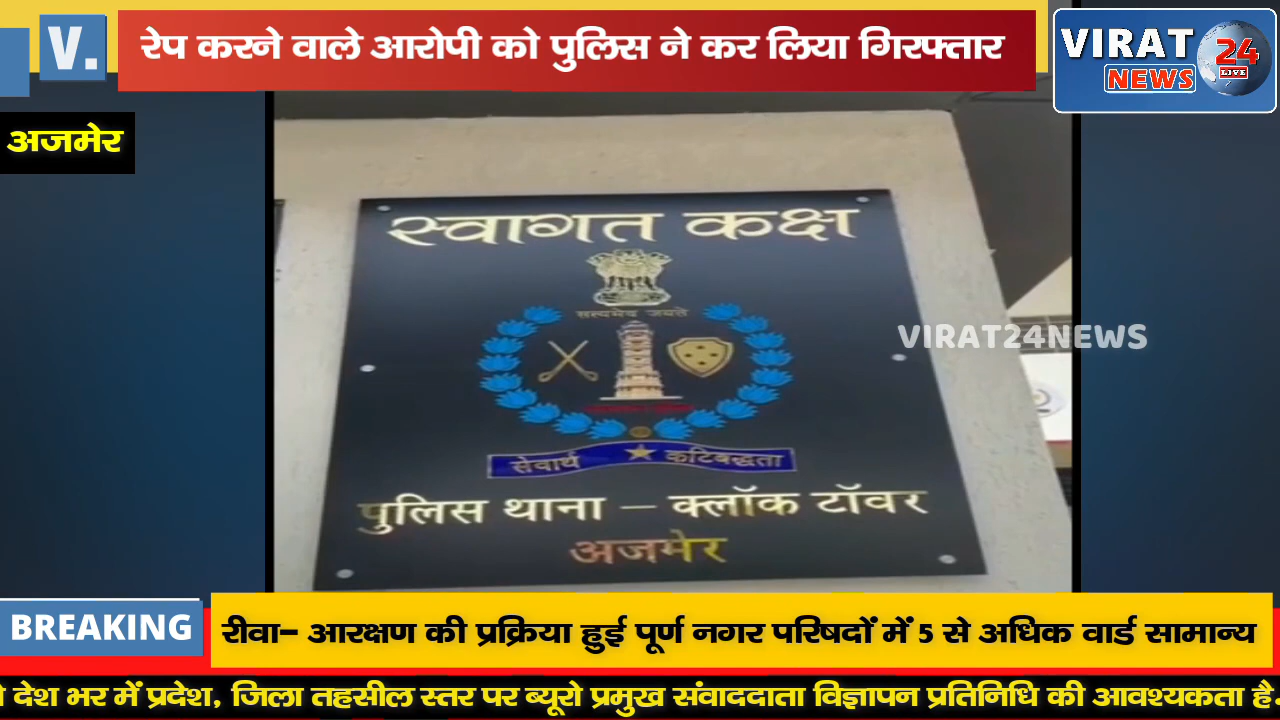 V.
रेप करने वाले आरोपी को पुलिस ने कर लिया गिरफ्तार
VIRAT
24
NEWS
LIVE
अजमेर
स्वागत कक्ष
सत्यमेव जयते
VIRAT24NEWS
सेवार्थ कटिबद्धता
पुलिस थाना – क्लॉक टॉवर
अजमेर
BREAKING
रीवा- आरक्षण की प्रक्रिया हुई पूर्ण नगर परिषदों में 5 से अधिक वार्ड सामान्य
देश भर में प्रदेश, जिला तहसील स्तर पर ब्यूरो प्रमुख संवाददाता विज्ञापन प्रतिनिधि की आवश्यकता है